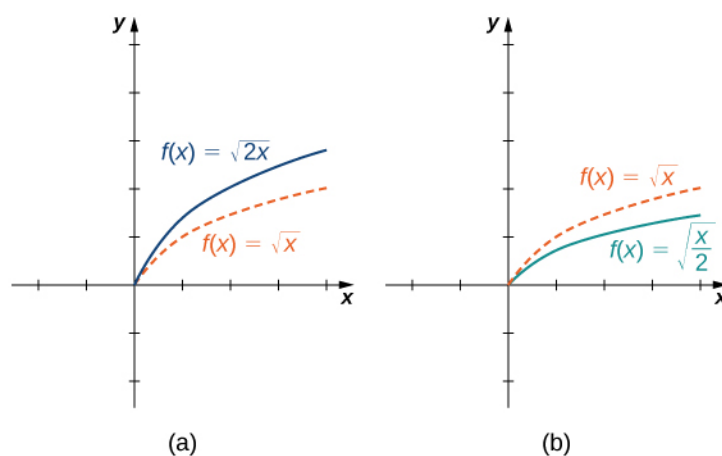 y
f(x) = √2x
f(x) = √x
x
(a)
y
f(x) = √x
f(x) = √x/2
x
(b)